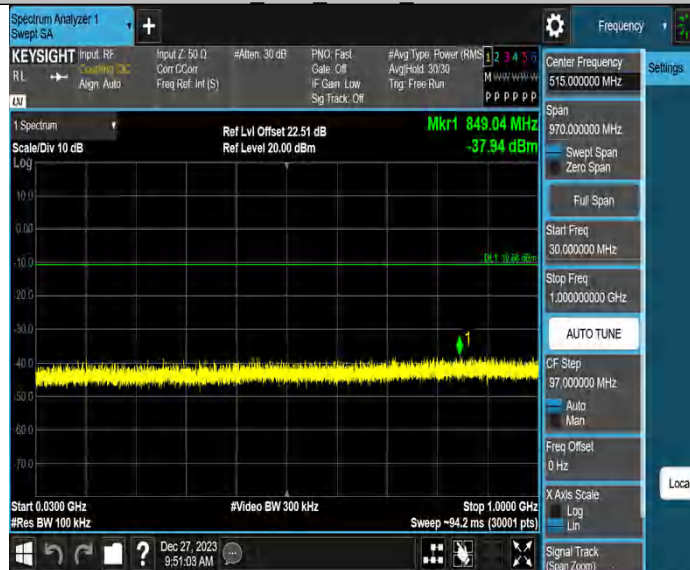 Spectrum Analyzer 1
Swept SA
+
Frequency
KEYSIGHT
RL
Input: RF
Coupling: DC
Align: Auto
Input Z: 50 Ω
Corr CCorr
Freq Ref: Int (S)
#Atten: 30 dB
PNO: Fast
Gate: Off
IF Gain: Low
Sig Track: Off
#Avg Type: Power (RMS
Avg|Hold: 30/30
Trig: Free Run
1 2 3 4 5 6
M W W W W W
P P P P P P
LXI
1 Spectrum
Scale/Div 10 dB
Log
Ref Lvl Offset 22.51 dB
Ref Level 20.00 dBm
Mkr1 849.04 MHz
-37.94 dBm
10.0
0.00
-10.0
-20.0
-30.0
-40.0
-50.0
-60.0
-70.0
1
Start 0.0300 GHz
#Res BW 100 kHz
#Video BW 300 kHz
Stop 1.0000 GHz
Sweep ~94.2 ms (30001 pts)
?
Dec 27, 2023
9:51:03 AM
Center Frequency
515.000000 MHz
Settings
Span
970.000000 MHz
Swept Span
Zero Span
Full Span
Start Freq
30.000000 MHz
Stop Freq
1.000000000 GHz
AUTO TUNE
CF Step
97.000000 MHz
Auto
Man
Freq Offset
0 Hz
X Axis Scale
Log
Lin
Loca
Signal Track
(Span Zoom)